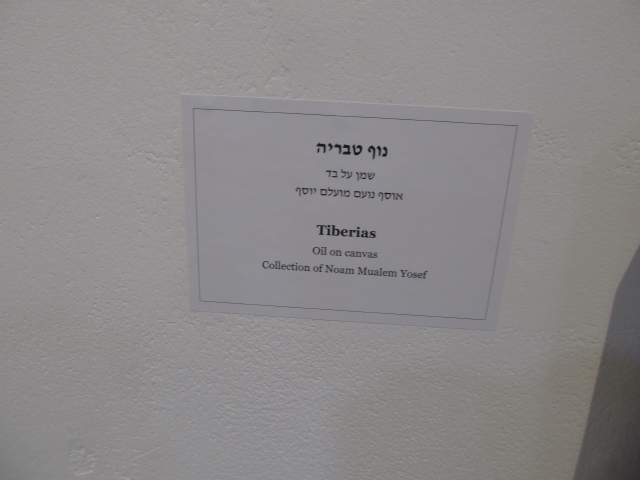 נוף טבריה
שמן על בד
אוסף נועם מועלם יוסף
Tiberias
Oil on canvas
Collection of Noam Mualem Yosef